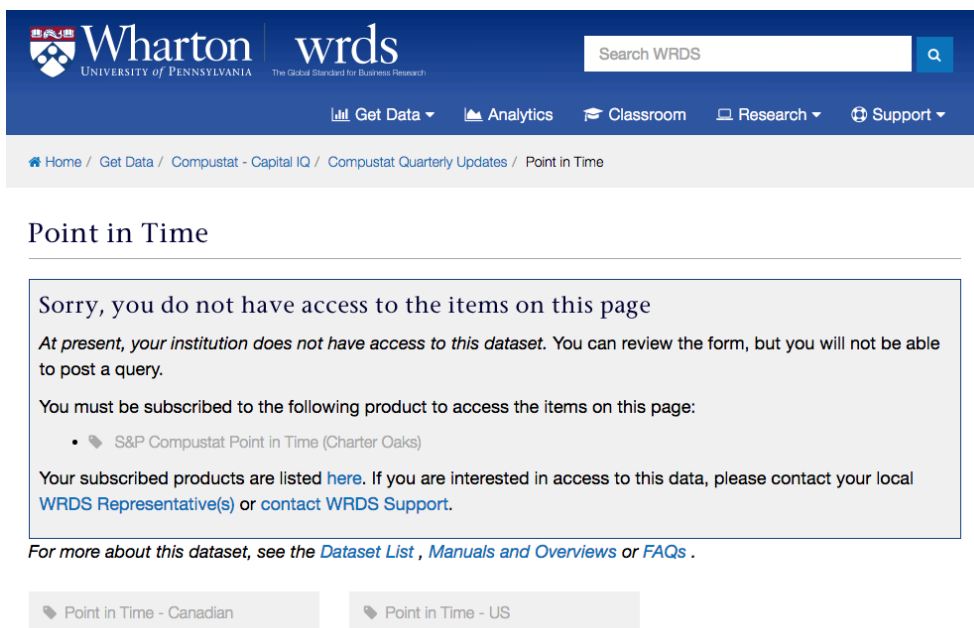 Wharton
UNIVERSITY of PENNSYLVANIA
wrds
The Global Standard for Business Research
Search WRDS
Get Data
Analytics
Classroom
Research
Support
Home / Get Data / Compustat - Capital IQ / Compustat Quarterly Updates / Point in Time
Point in Time
Sorry, you do not have access to the items on this page
At present, your institution does not have access to this dataset. You can review the form, but you will not be able
to post a query.
You must be subscribed to the following product to access the items on this page:
• S&P Compustat Point in Time (Charter Oaks)
Your subscribed products are listed here. If you are interested in access to this data, please contact your local
WRDS Representative(s) or contact WRDS Support.
For more about this dataset, see the Dataset List , Manuals and Overviews or FAQs .
Point in Time - Canadian
Point in Time - US